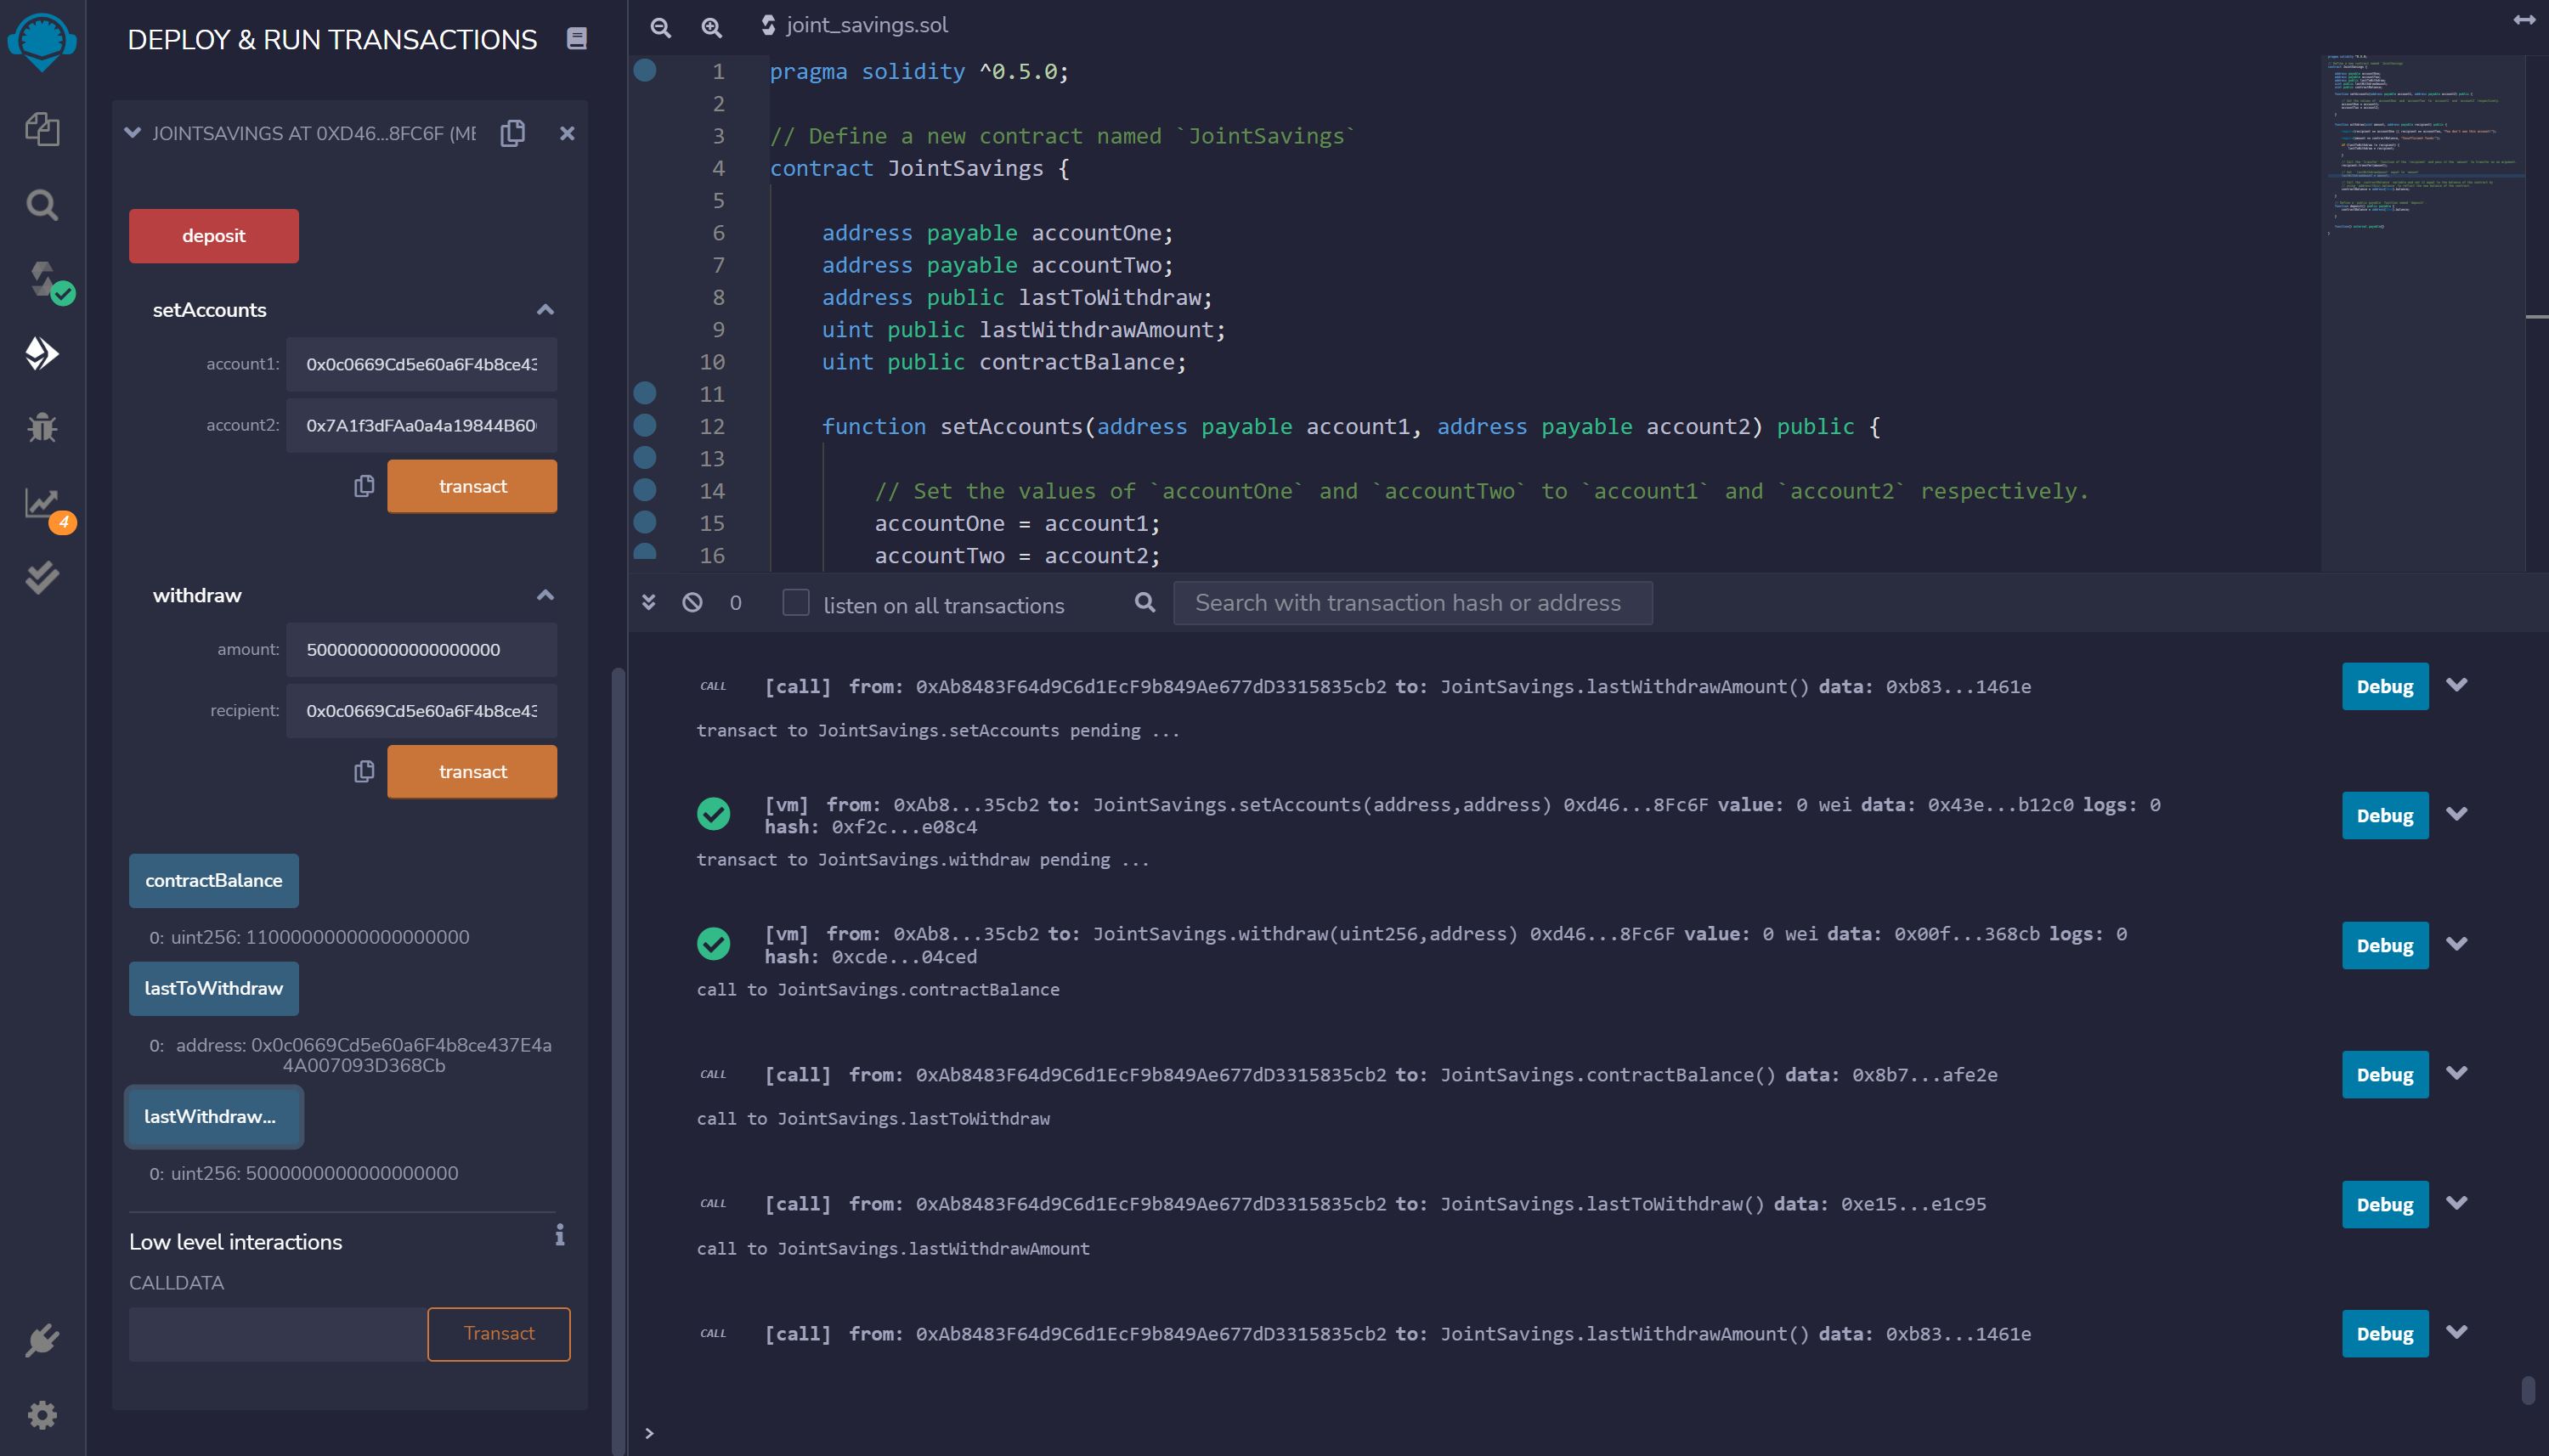 DEPLOY & RUN TRANSACTIONS
JOINTSAVINGS AT 0XD46...8FC6F (ME
deposit
setAccounts
account1: 0x0c0669Cd5e60a6F4b8ce43
account2: 0x7A1f3dFAa0a4a19844B60
transact
withdraw
amount: 5000000000000000000
recipient: 0x0c0669Cd5e60a6F4b8ce43
transact
contractBalance
0: uint256: 11000000000000000000
lastToWithdraw
0: address: 0x0c0669Cd5e60a6F4b8ce437E4a
4A007093D368Cb
lastWithdraw...
0: uint256: 5000000000000000000
Low level interactions
CALLDATA
Transact
4
joint_savings.sol
1 pragma solidity ^0.5.0;
2
3 // Define a new contract named `JointSavings`
4 contract JointSavings {
5
6 address payable accountOne;
7 address payable accountTwo;
8 address public lastToWithdraw;
9 uint public lastWithdrawAmount;
10 uint public contractBalance;
11
12 function setAccounts(address payable account1, address payable account2) public {
13
14 // Set the values of `accountOne` and `accountTwo` to `account1` and `account2` respectively.
15 accountOne = account1;
16 accountTwo = account2;
0 listen on all transactions Search with transaction hash or address
CALL [call] from: 0xAb8483F64d9C6d1EcF9b849Ae677dD3315835cb2 to: JointSavings.lastWithdrawAmount() data: 0xb83...1461e Debug
transact to JointSavings.setAccounts pending ...
[vm] from: 0xAb8...35cb2 to: JointSavings.setAccounts(address,address) 0xd46...8Fc6F value: 0 wei data: 0x43e...b12c0 logs: 0
hash: 0xf2c...e08c4 Debug
transact to JointSavings.withdraw pending ...
[vm] from: 0xAb8...35cb2 to: JointSavings.withdraw(uint256,address) 0xd46...8Fc6F value: 0 wei data: 0x00f...368cb logs: 0
hash: 0xcde...04ced Debug
call to JointSavings.contractBalance
CALL [call] from: 0xAb8483F64d9C6d1EcF9b849Ae677dD3315835cb2 to: JointSavings.contractBalance() data: 0x8b7...afe2e Debug
call to JointSavings.lastToWithdraw
CALL [call] from: 0xAb8483F64d9C6d1EcF9b849Ae677dD3315835cb2 to: JointSavings.lastToWithdraw() data: 0xe15...e1c95 Debug
call to JointSavings.lastWithdrawAmount
CALL [call] from: 0xAb8483F64d9C6d1EcF9b849Ae677dD3315835cb2 to: JointSavings.lastWithdrawAmount() data: 0xb83...1461e Debug
>